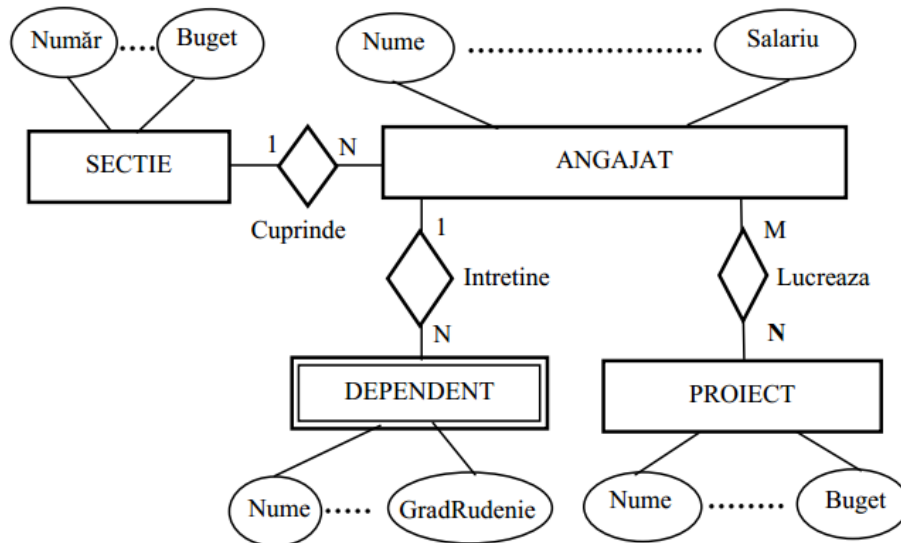 Număr ..... Buget
Nume ........................ Salariu
SECTIE
1
N
ANGAJAT
Cuprinde
1
M
Intretine
Lucreaza
N
N
DEPENDENT
PROIECT
Nume ..... GradRudenie
Nume ........ Buget